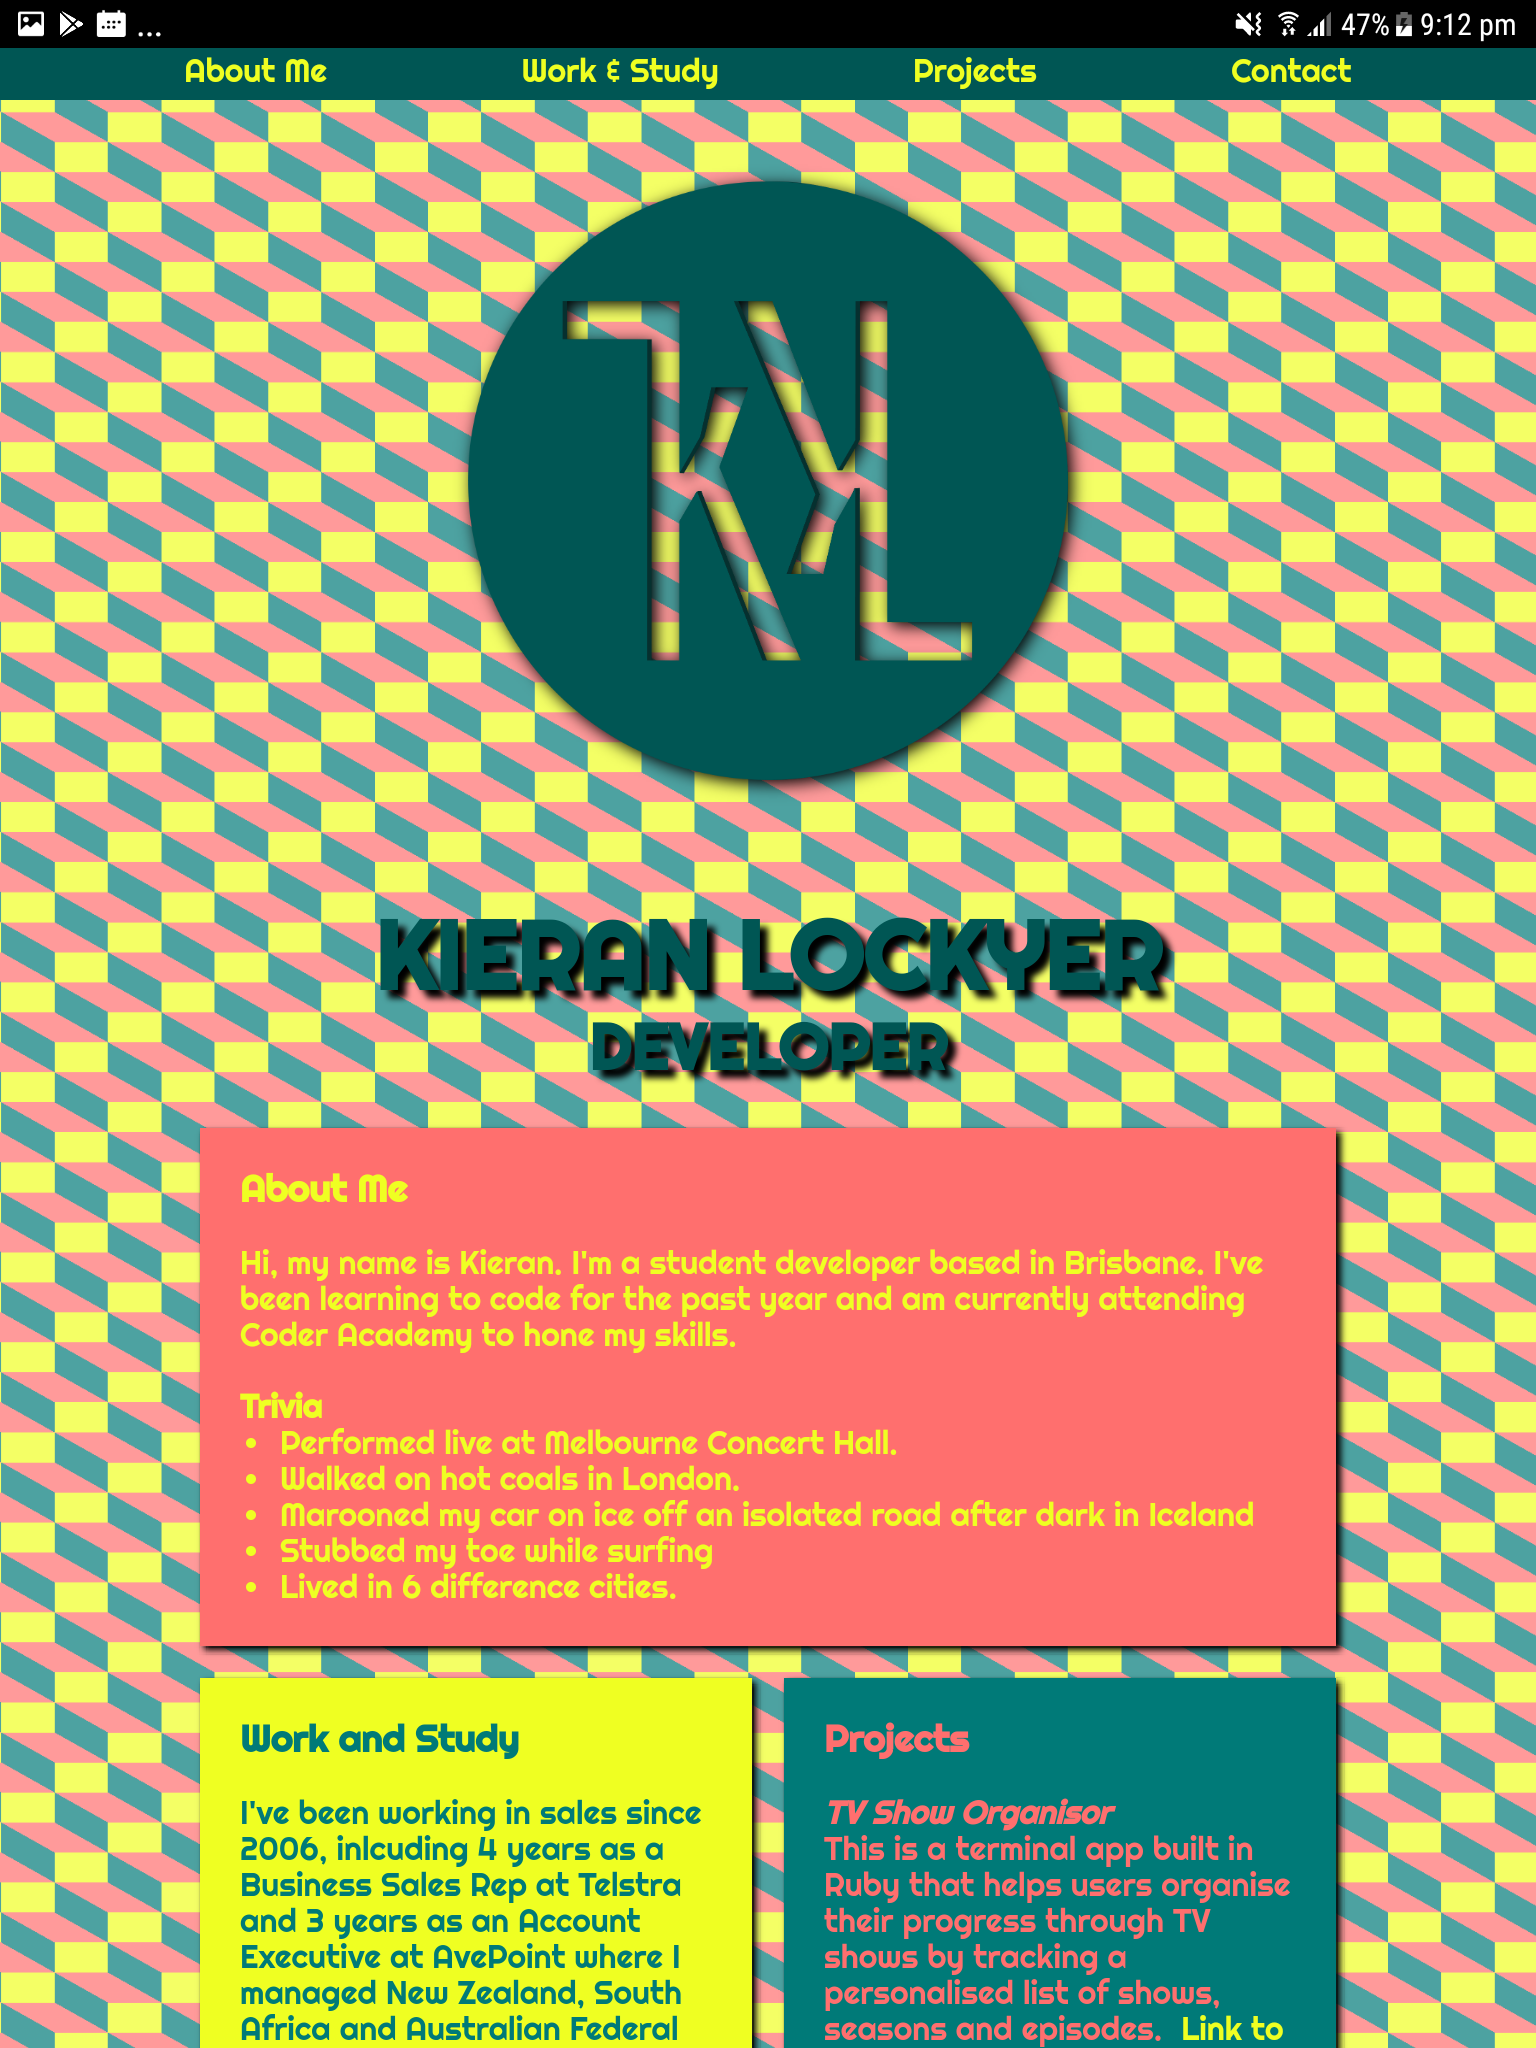 ... 47% 9:12 pm
About Me Work & Study Projects Contact
KIERAN LOCKYER
DEVELOPER
About Me
Hi, my name is Kieran. I'm a student developer based in Brisbane. I've
been learning to code for the past year and am currently attending
Coder Academy to hone my skills.
Trivia
• Performed live at Melbourne Concert Hall.
• Walked on hot coals in London.
• Marooned my car on ice off an isolated road after dark in Iceland
• Stubbed my toe while surfing
• Lived in 6 difference cities.
Work and Study
I've been working in sales since
2006, inlcuding 4 years as a
Business Sales Rep at Telstra
and 3 years as an Account
Executive at AvePoint where I
managed New Zealand, South
Africa and Australian Federal
Projects
TV Show Organisor
This is a terminal app built in
Ruby that helps users organise
their progress through TV
shows by tracking a
personalised list of shows,
seasons and episodes. Link to